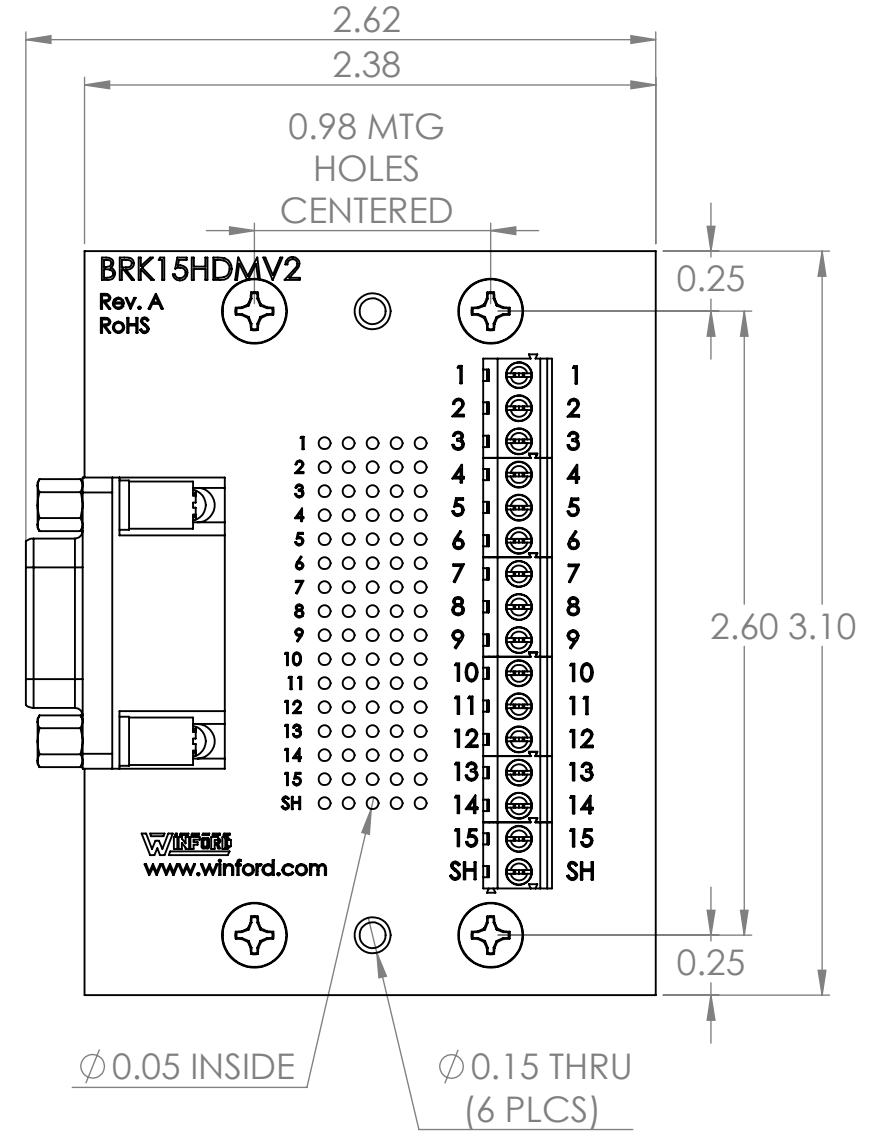 2.62
2.38
0.98 MTG
HOLES
CENTERED
BRK15HDMV2
Rev. A
RoHS
0.25
1 1
2 2
1 3 3
2 4 4
3
4 5 5
5 6 6
6 7 7
7
8 8 8
9 9 9
10 10 10
11 11 11
12 12 12
13 13 13
14 14 14
15 15 15
SH SH SH
2.60 3.10
WINFORD
www.winford.com
0.25
∅ 0.05 INSIDE
∅ 0.15 THRU
(6 PLCS)